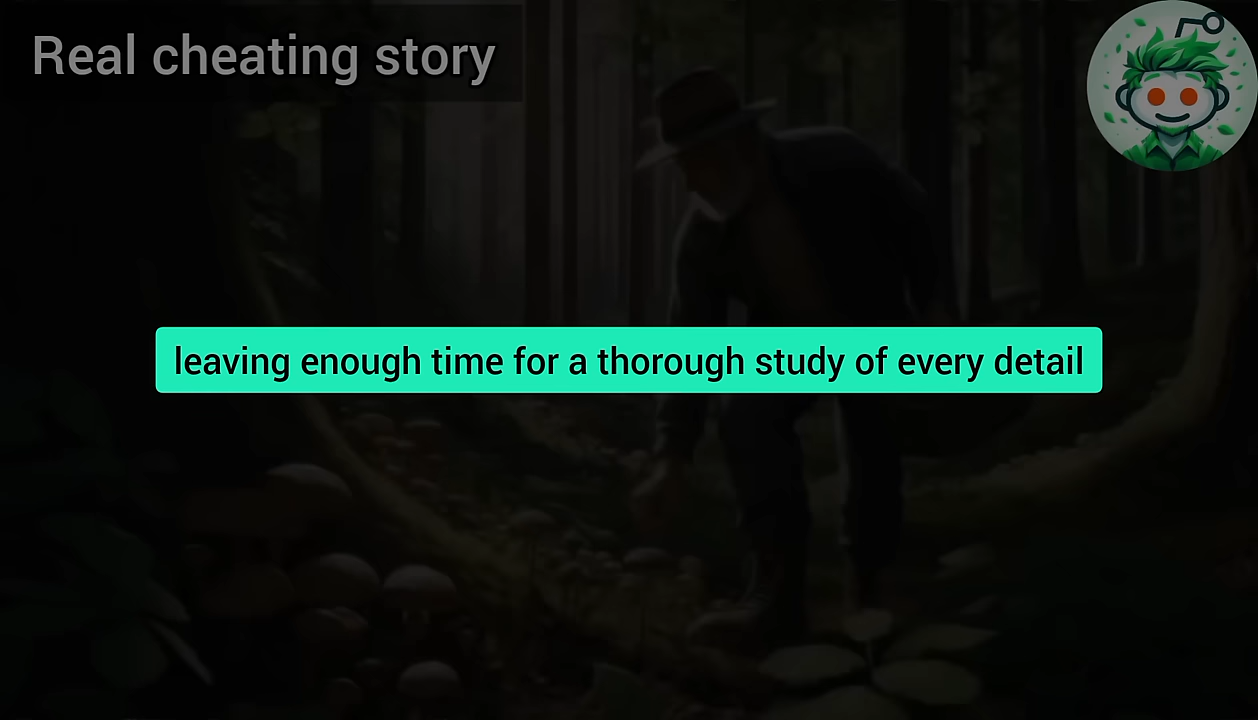 Real cheating story
leaving enough time for a thorough study of every detail